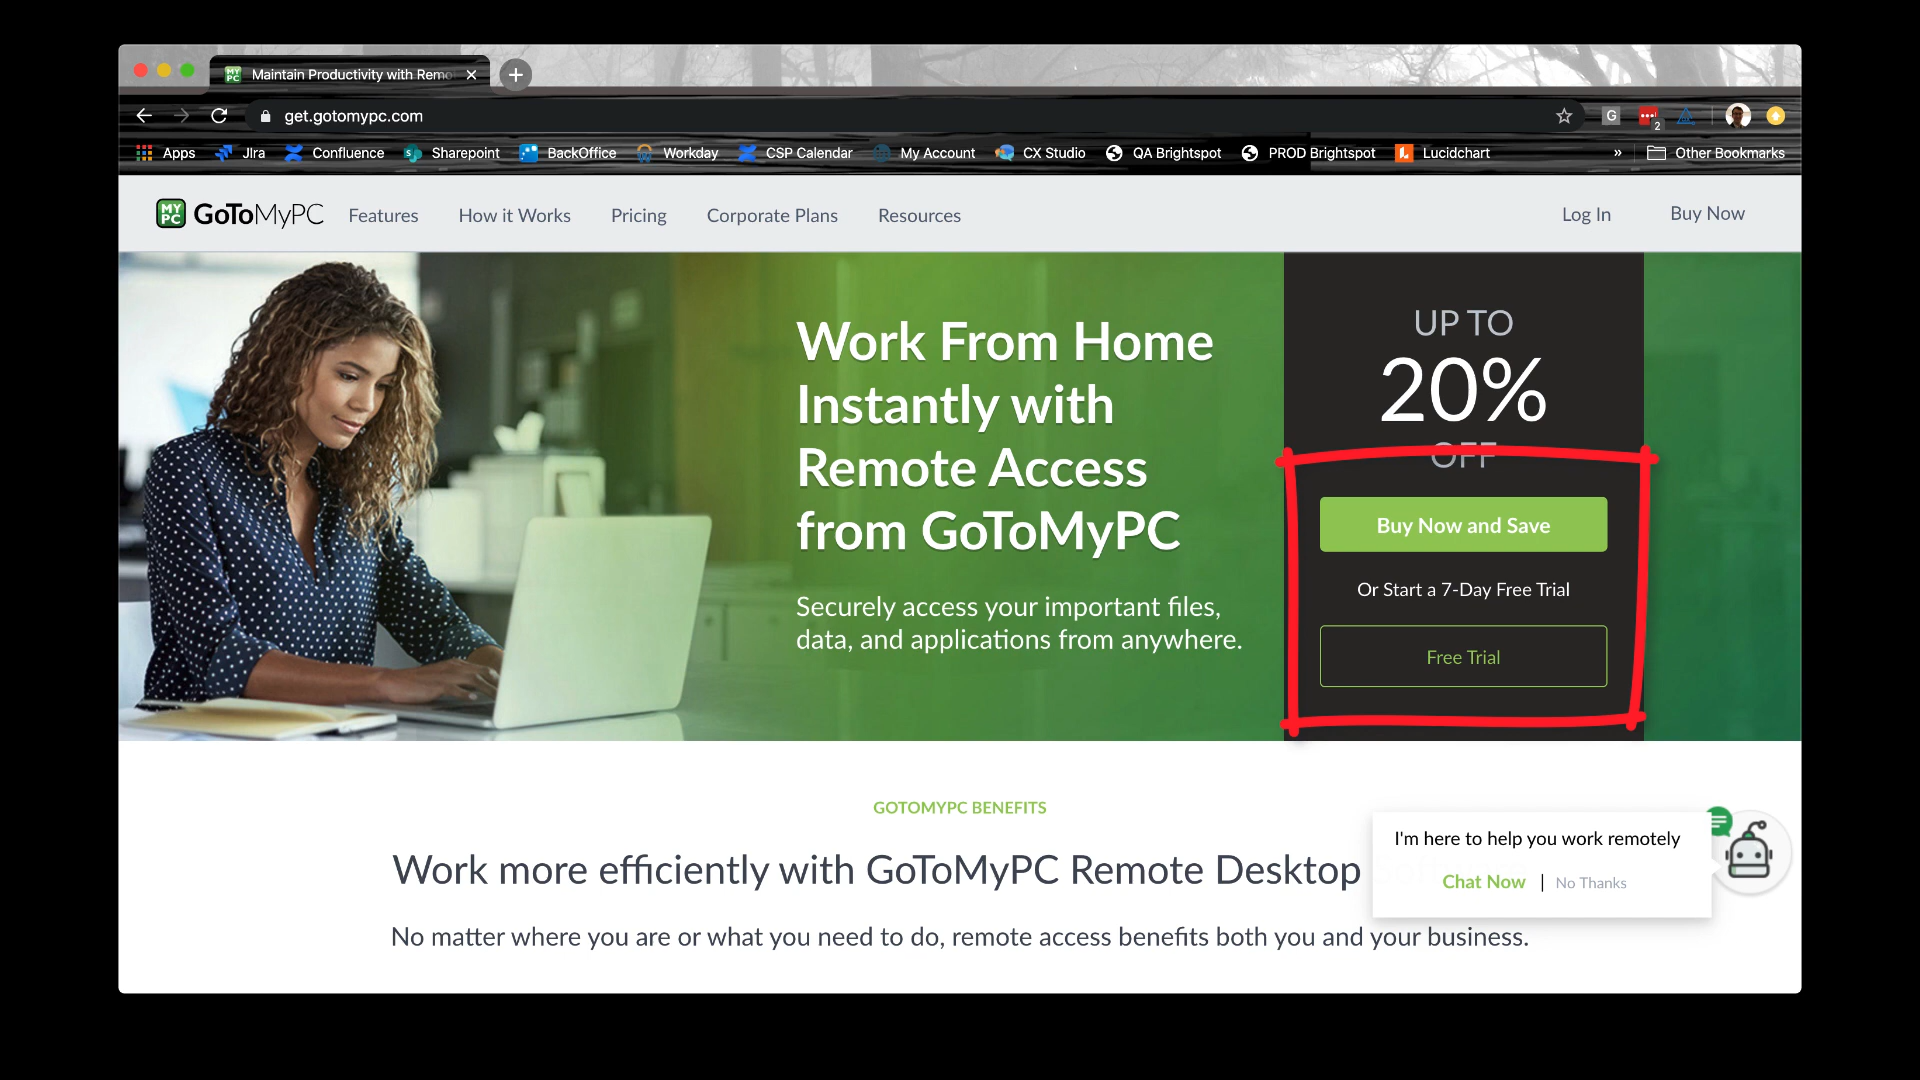 MY PC Maintain Productivity with Remo
get.gotomypc.com
G 2
Apps Jira Confluence Sharepoint BackOffice Workday CSP Calendar My Account CX Studio QA Brightspot PROD Brightspot Lucidchart » Other Bookmarks
MY PC GoToMyPC Features How it Works Pricing Corporate Plans Resources Log In Buy Now
Work From Home
Instantly with
Remote Access
from GoToMyPC
Securely access your important files,
data, and applications from anywhere.
UP TO
20%
OFF
Buy Now and Save
Or Start a 7-Day Free Trial
Free Trial
GOTOMYPC BENEFITS
Work more efficiently with GoToMyPC Remote Desktop
No matter where you are or what you need to do, remote access benefits both you and your business.
I'm here to help you work remotely
Chat Now | No Thanks